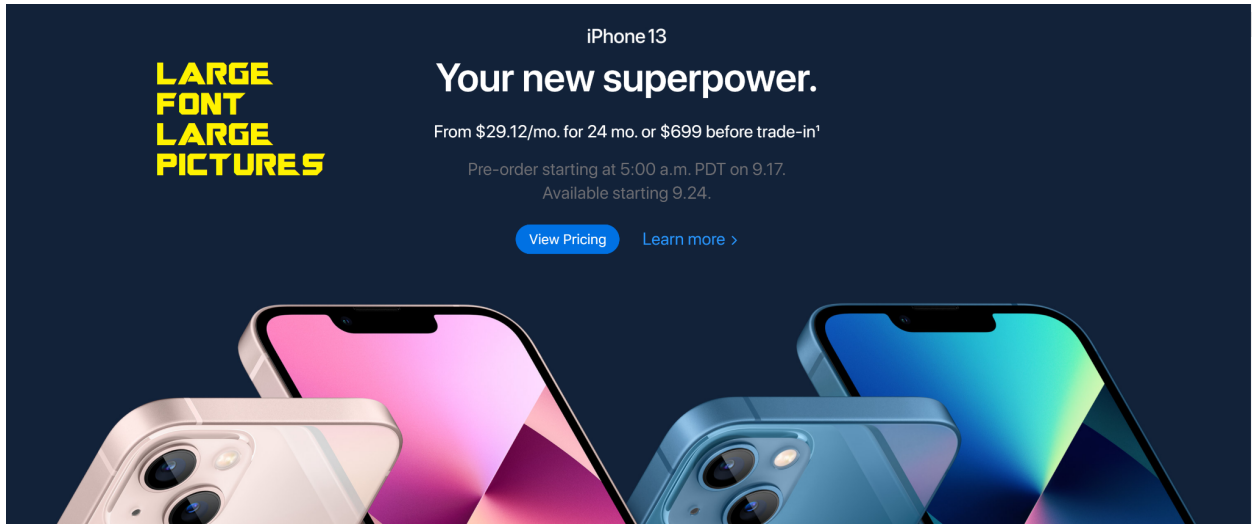 iPhone 13
LARGE
FONT
LARGE
PICTURES
Your new superpower.
From $29.12/mo. for 24 mo. or $699 before trade-in¹
Pre-order starting at 5:00 a.m. PDT on 9.17.
Available starting 9.24.
View Pricing
Learn more >